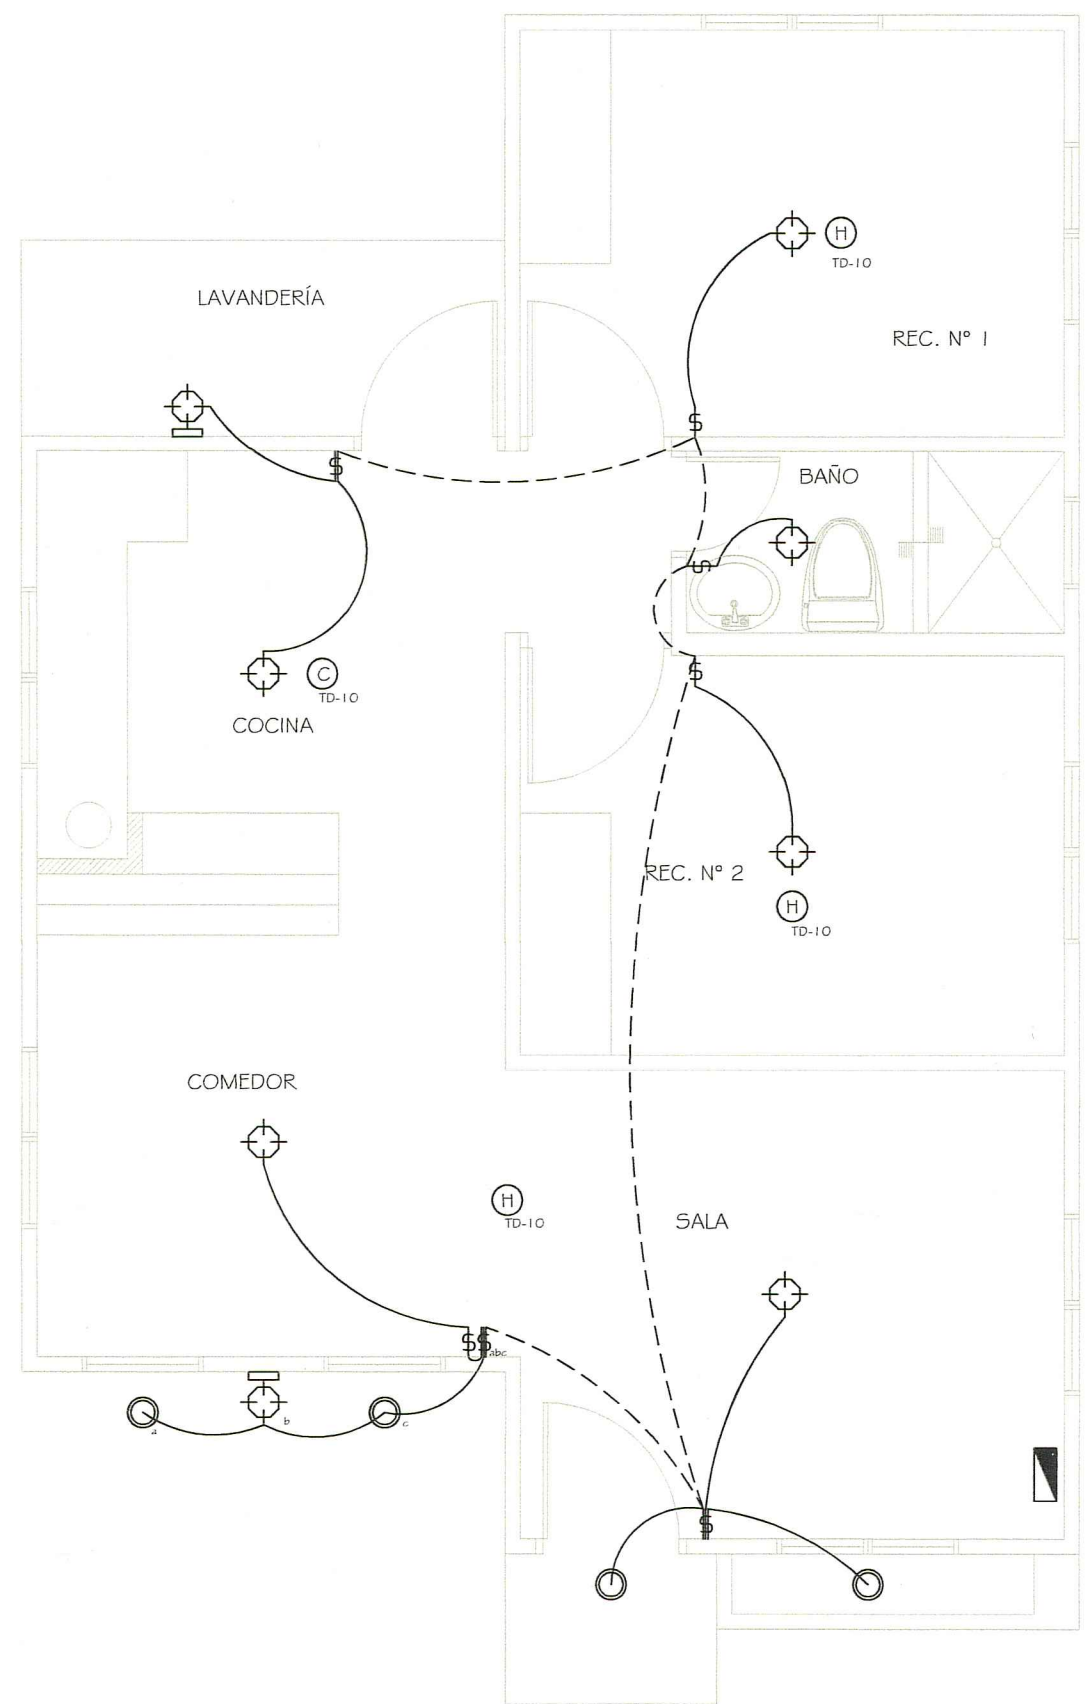 H
TD-10
LAVANDERÍA
REC. Nº 1
S
S
BAÑO
S
C
TD-10
S
COCINA
REC. Nº 2
H
TD-10
COMEDOR
H
TD-10
SALA
S S abc
a
b
c
S